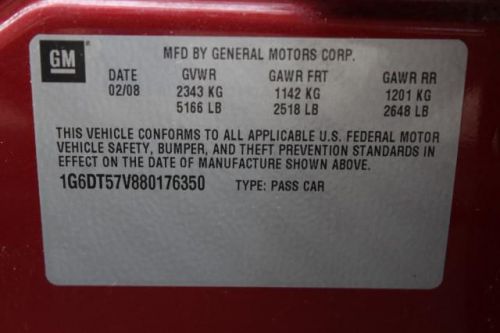 GM
MFD BY GENERAL MOTORS CORP.
DATE GVWR GAWR FRT GAWR RR
02/08 2343 KG 1142 KG 1201 KG
5166 LB 2518 LB 2648 LB
THIS VEHICLE CONFORMS TO ALL APPLICABLE U.S. FEDERAL MOTOR
VEHICLE SAFETY, BUMPER, AND THEFT PREVENTION STANDARDS IN
EFFECT ON THE DATE OF MANUFACTURE SHOWN ABOVE.
1G6DT57V880176350 TYPE: PASS CAR